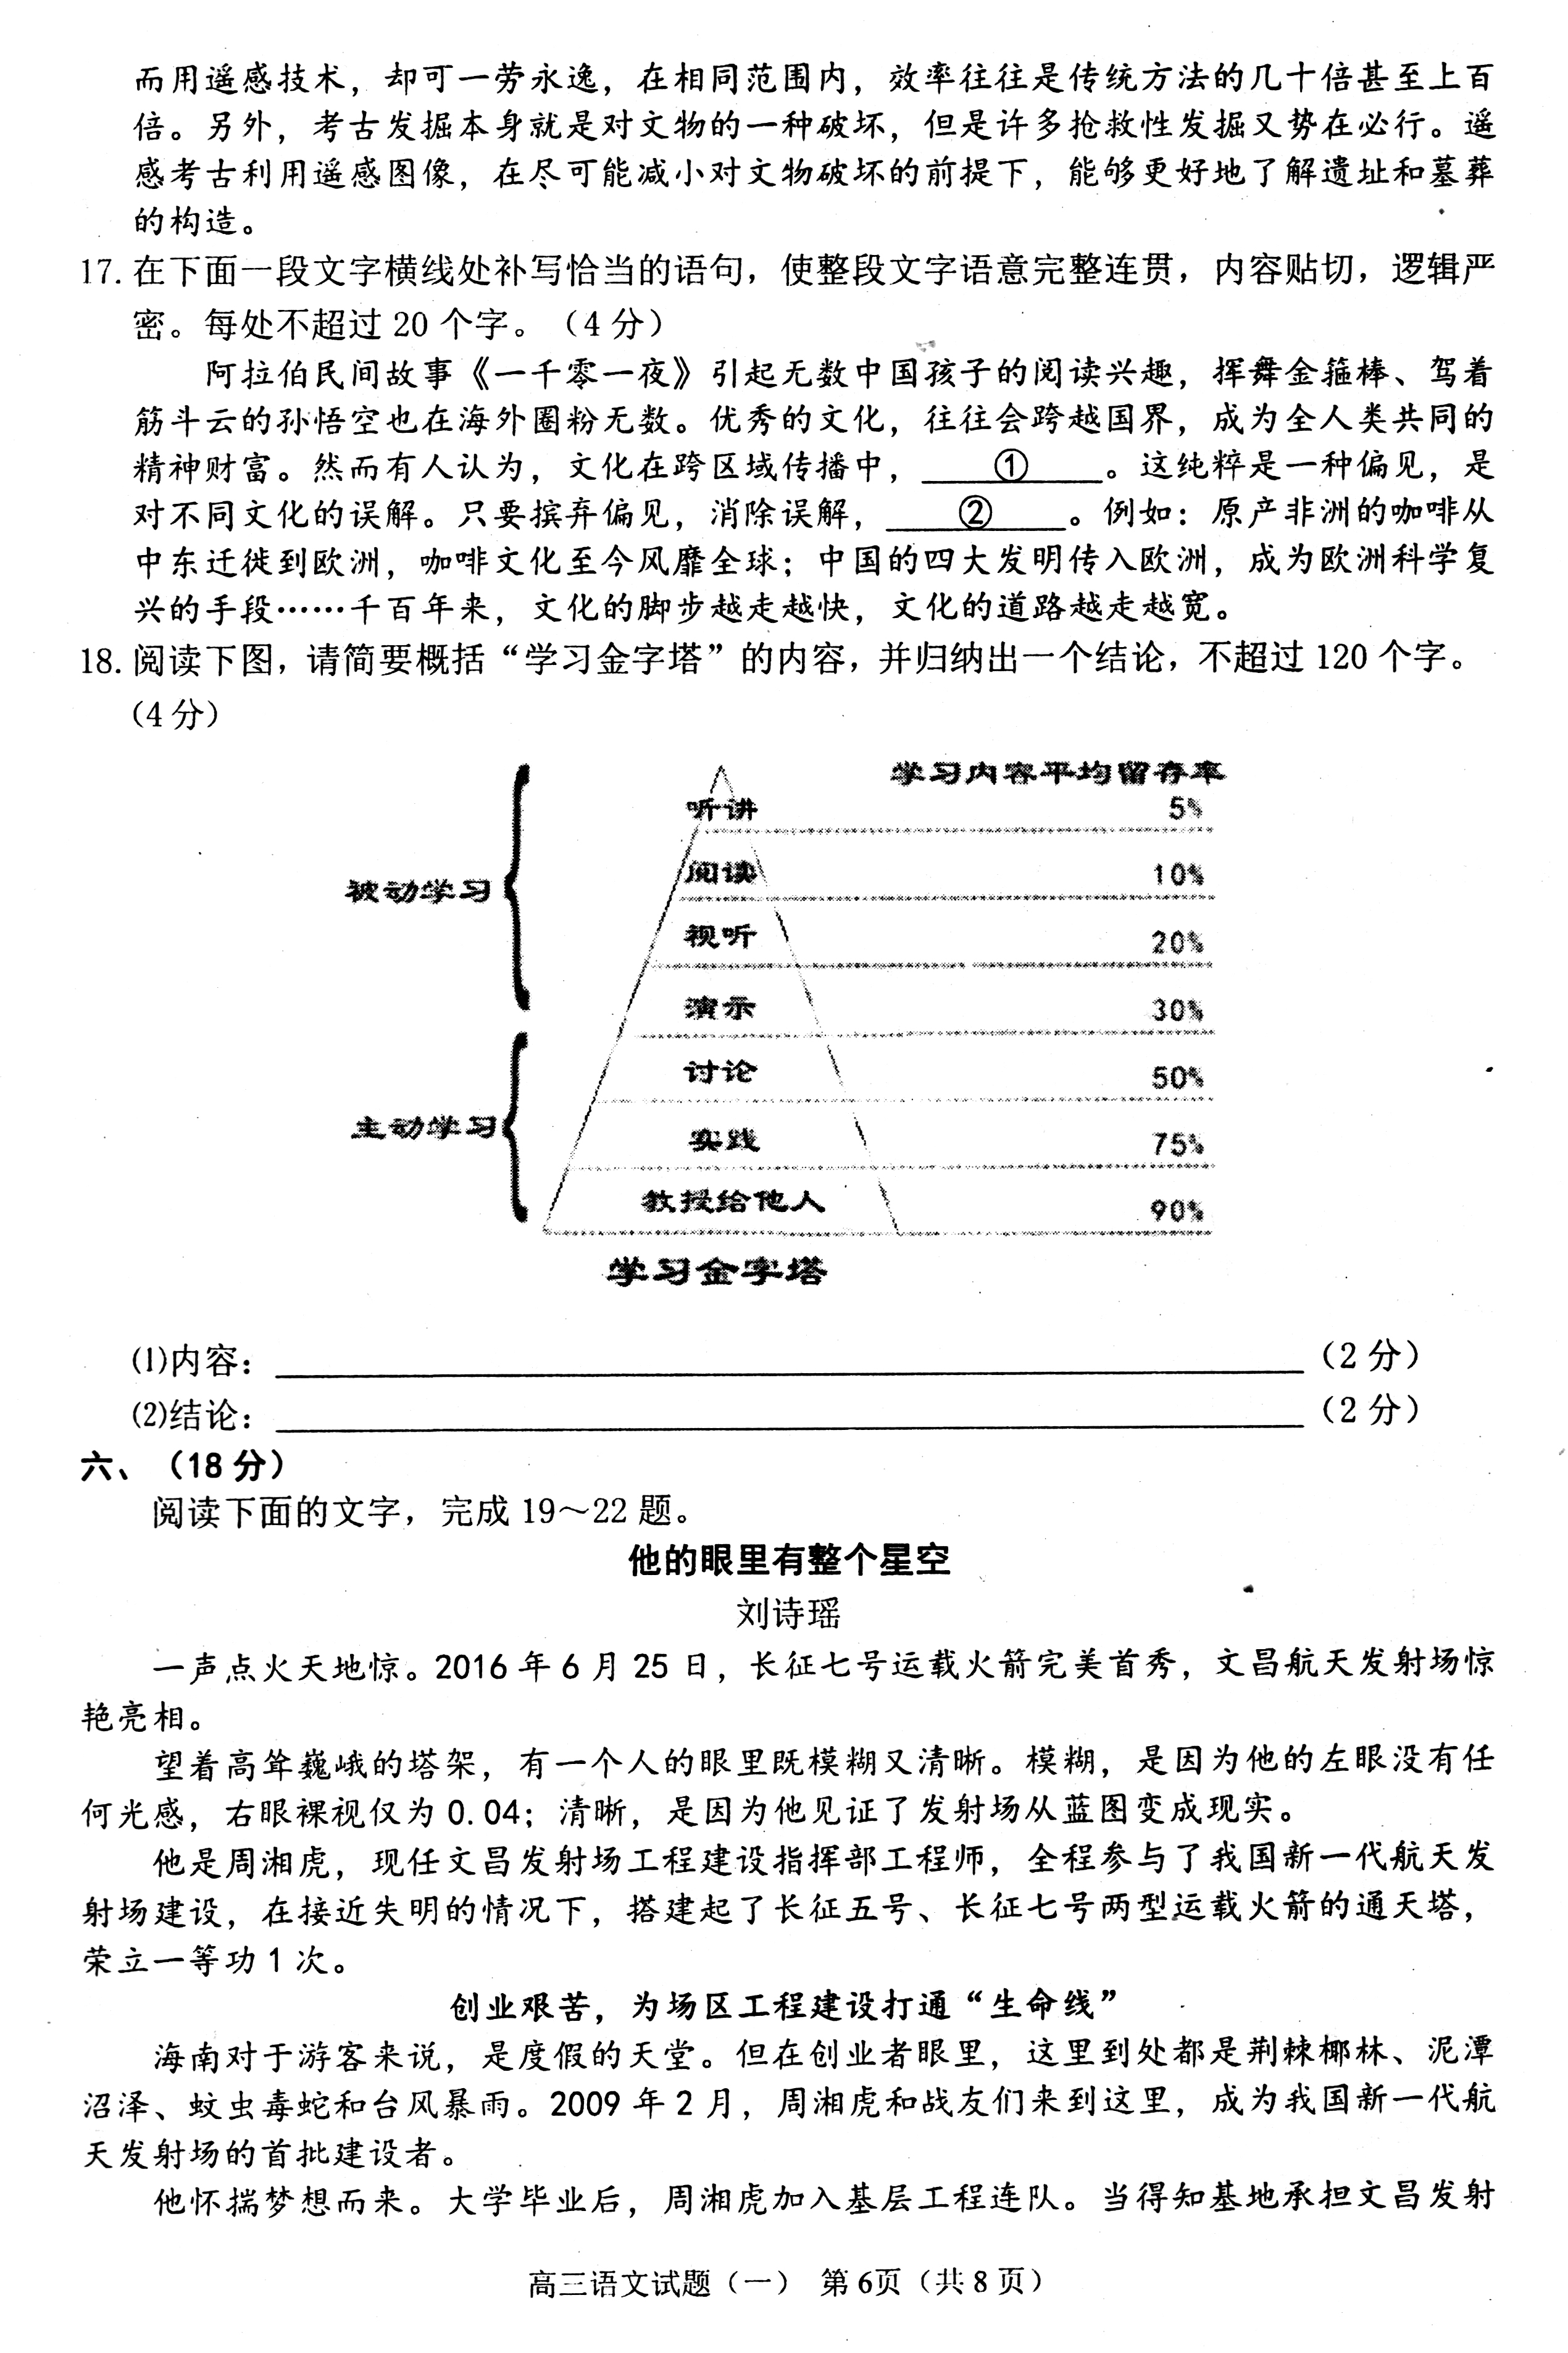 而用遥感技术，却可一劳永逸，在相同范围内，效率往往是传统方法的几十倍甚至上百
倍。另外，考古发掘本身就是对文物的一种破坏，但是许多抢救性发掘又势在必行。遥
感考古利用遥感图像，在尽可能减小对文物破坏的前提下，能够更好地了解遗址和墓葬
的构造。
17. 在下面一段文字横线处补写恰当的语句，使整段文字语意完整连贯，内容贴切，逻辑严
密。每处不超过 20 个字。（4 分）
阿拉伯民间故事《一千零一夜》引起无数中国孩子的阅读兴趣，挥舞金箍棒、驾着
筋斗云的孙悟空也在海外圈粉无数。优秀的文化，往往会跨越国界，成为全人类共同的
精神财富。然而有人认为，文化在跨区域传播中，____①____。这纯粹是一种偏见，是
对不同文化的误解。只要摈弃偏见，消除误解，____②____。例如：原产非洲的咖啡从
中东迁徙到欧洲，咖啡文化至今风靡全球；中国的四大发明传入欧洲，成为欧洲科学复
兴的手段……千百年来，文化的脚步越走越快，文化的道路越走越宽。
18. 阅读下图，请简要概括“学习金字塔”的内容，并归纳出一个结论，不超过 120 个字。
（4 分）
学习内容平均留存率
听讲 5%
阅读 10%
被动学习
视听 20%
演示 30%
讨论 50%
主动学习
实践 75%
教授给他人 90%
学习金字塔
⑴内容：____（2 分）
⑵结论：____（2 分）
六、（18 分）
阅读下面的文字，完成 19～22 题。
他的眼里有整个星空
刘诗瑶
一声点火天地惊。2016 年 6 月 25 日，长征七号运载火箭完美首秀，文昌航天发射场惊
艳亮相。
望着高耸巍峨的塔架，有一个人的眼里既模糊又清晰。模糊，是因为他的左眼没有任
何光感，右眼裸视仅为 0.04；清晰，是因为他见证了发射场从蓝图变成现实。
他是周湘虎，现任文昌发射场工程建设指挥部工程师，全程参与了我国新一代航天发
射场建设，在接近失明的情况下，搭建起了长征五号、长征七号两型运载火箭的通天塔，
荣立一等功 1 次。
创业艰苦，为场区工程建设打通“生命线”
海南对于游客来说，是度假的天堂。但在创业者眼里，这里到处都是荆棘椰林、泥潭
沼泽、蚊虫毒蛇和台风暴雨。2009 年 2 月，周湘虎和战友们来到这里，成为我国新一代航
天发射场的首批建设者。
他怀揣梦想而来。大学毕业后，周湘虎加入基层工程连队。当得知基地承担文昌发射
高三语文试题（一） 第 6页（共 8 页）